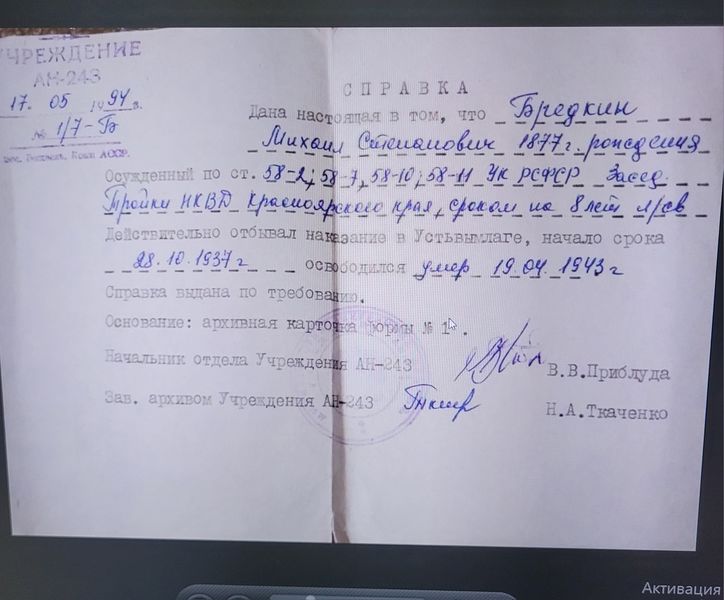 УЧРЕЖДЕНИЕ
АН-243
17. 05 1994 г.
№ 1/7-Б
Коми АССР.
СПРАВКА
Дана настоящая в том, что Бредкин
Михаил Степанович 1877 г. рождения
Осужденный по ст. 58-2; 58-7, 58-10; 58-11 УК РСФСР Засед.
Тройки НКВД Красноярского края, сроком на 8 лет л/св
Действительно отбывал наказание в Устьвымлаге, начало срока
28.10.1937 г освободился умер 19.04.1943 г
Справка выдана по требованию.
Основание: архивная карточка формы № 1.
Начальник отдела Учреждения АН-243 В.В.Приблуда
Зав. архивом Учреждения АН-243 Н.А.Ткаченко
Активация